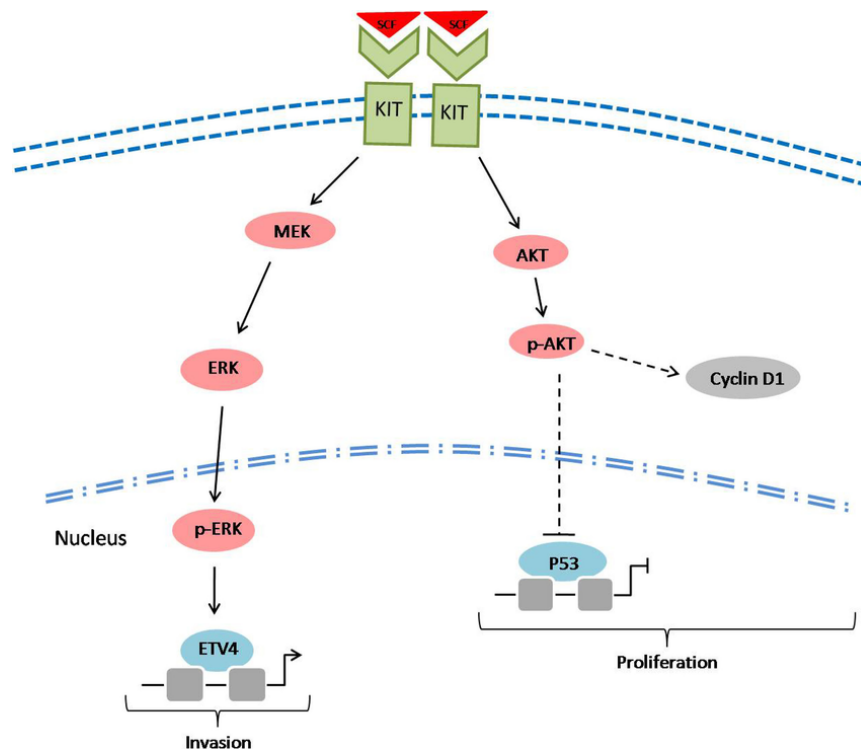 SCF SCF
KIT KIT
MEK
AKT
p-AKT
ERK
Cyclin D1
Nucleus
p-ERK
P53
ETV4
Proliferation
Invasion